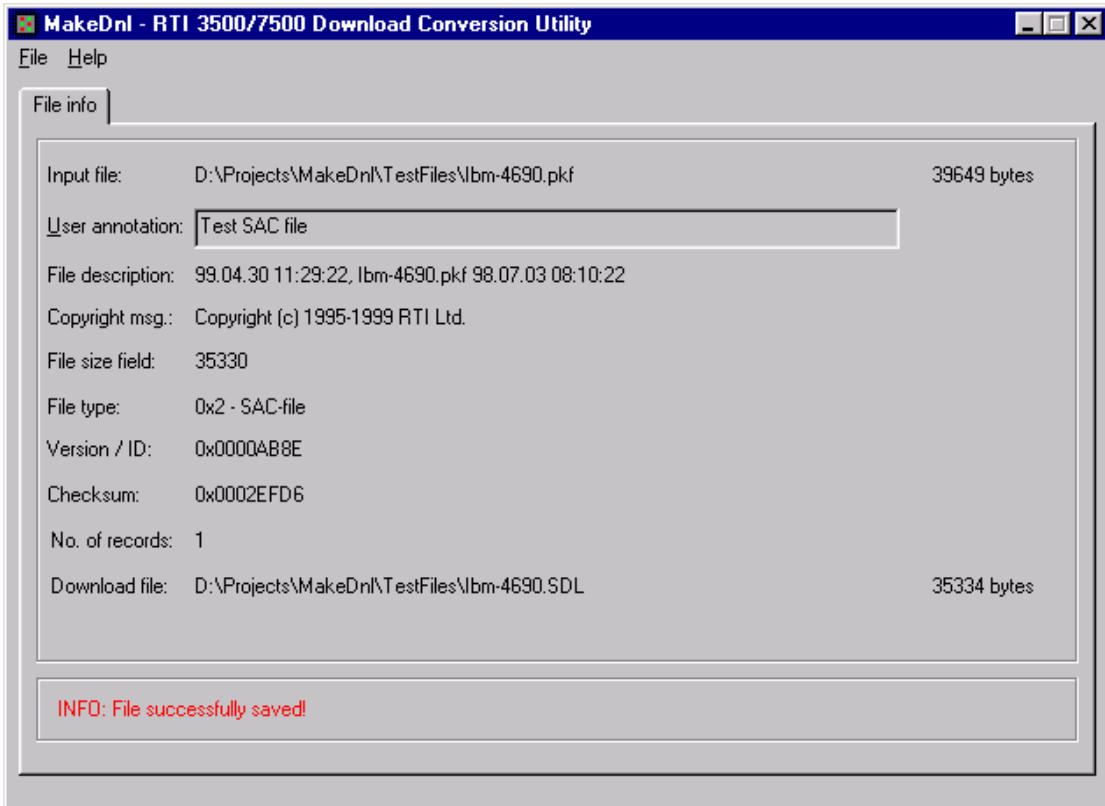 MakeDnl - RTI 3500/7500 Download Conversion Utility
File Help
File info
Input file: D:\Projects\MakeDnl\TestFiles\Ibm-4690.pkf 39649 bytes
User annotation: Test SAC file
File description: 99.04.30 11:29:22, Ibm-4690.pkf 98.07.03 08:10:22
Copyright msg.: Copyright (c) 1995-1999 RTI Ltd.
File size field: 35330
File type: 0x2 - SAC-file
Version / ID: 0x0000AB8E
Checksum: 0x0002EFD6
No. of records: 1
Download file: D:\Projects\MakeDnl\TestFiles\Ibm-4690.SDL 35334 bytes
INFO: File successfully saved!